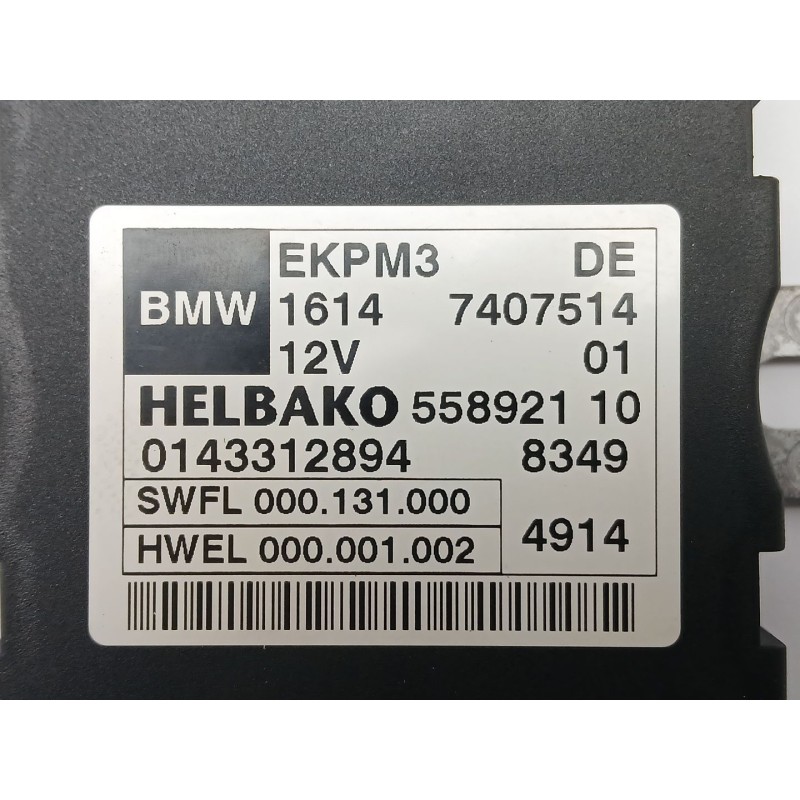 EKPM3 DE
BMW 1614 7407514
12V 01
HELBAKO 558921 10
0143312894 8349
SWFL 000.131.000
HWEL 000.001.002 4914